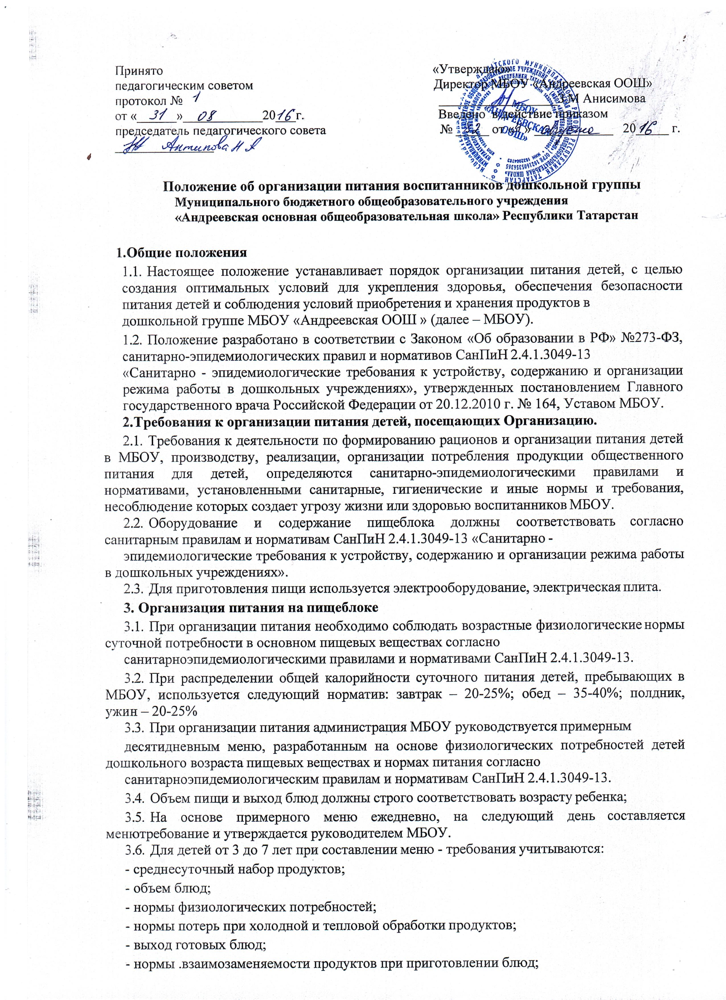 Принято
педагогическим советом
протокол № 1
от « 31 » 08 2016 г.
председатель педагогического совета
Антипова Н А
«Утверждаю»
Директор МБОУ «Андреевская ООШ»
З.М Анисимова
Введено в действие приказом
№ 52 от «1» 2016 г.
МБОУ
«АНДРЕЕВСКАЯ
ООШ»
Положение об организации питания воспитанников дошкольной группы
Муниципального бюджетного общеобразовательного учреждения
«Андреевская основная общеобразовательная школа» Республики Татарстан
1.Общие положения
1.1. Настоящее положение устанавливает порядок организации питания детей, с целью
создания оптимальных условий для укрепления здоровья, обеспечения безопасности
питания детей и соблюдения условий приобретения и хранения продуктов в
дошкольной группе МБОУ «Андреевская ООШ » (далее – МБОУ).
1.2. Положение разработано в соответствии с Законом «Об образовании в РФ» №273-ФЗ,
санитарно-эпидемиологических правил и нормативов СанПиН 2.4.1.3049-13
«Санитарно - эпидемиологические требования к устройству, содержанию и организации
режима работы в дошкольных учреждениях», утвержденных постановлением Главного
государственного врача Российской Федерации от 20.12.2010 г. № 164, Уставом МБОУ.
2.Требования к организации питания детей, посещающих Организацию.
2.1. Требования к деятельности по формированию рационов и организации питания детей
в МБОУ, производству, реализации, организации потребления продукции общественного
питания для детей, определяются санитарно-эпидемиологическими правилами и
нормативами, установленными санитарные, гигиенические и иные нормы и требования,
несоблюдение которых создает угрозу жизни или здоровью воспитанников МБОУ.
2.2. Оборудование и содержание пищеблока должны соответствовать согласно
санитарным правилам и нормативам СанПиН 2.4.1.3049-13 «Санитарно -
эпидемиологические требования к устройству, содержанию и организации режима работы
в дошкольных учреждениях».
2.3. Для приготовления пищи используется электрооборудование, электрическая плита.
3. Организация питания на пищеблоке
3.1. При организации питания необходимо соблюдать возрастные физиологические нормы
суточной потребности в основном пищевых веществах согласно
санитарноэпидемиологическими правилами и нормативами СанПиН 2.4.1.3049-13.
3.2. При распределении общей калорийности суточного питания детей, пребывающих в
МБОУ, используется следующий норматив: завтрак – 20-25%; обед – 35-40%; полдник,
ужин – 20-25%
3.3. При организации питания администрация МБОУ руководствуется примерным
десятидневным меню, разработанным на основе физиологических потребностей детей
дошкольного возраста пищевых веществах и нормах питания согласно
санитарноэпидемиологическим правилам и нормативам СанПиН 2.4.1.3049-13.
3.4. Объем пищи и выход блюд должны строго соответствовать возрасту ребенка;
3.5. На основе примерного меню ежедневно, на следующий день составляется
менютребование и утверждается руководителем МБОУ.
3.6. Для детей от 3 до 7 лет при составлении меню - требования учитываются:
- среднесуточный набор продуктов;
- объем блюд;
- нормы физиологических потребностей;
- нормы потерь при холодной и тепловой обработки продуктов;
- выход готовых блюд;
- нормы .взаимозаменяемости продуктов при приготовлении блюд;